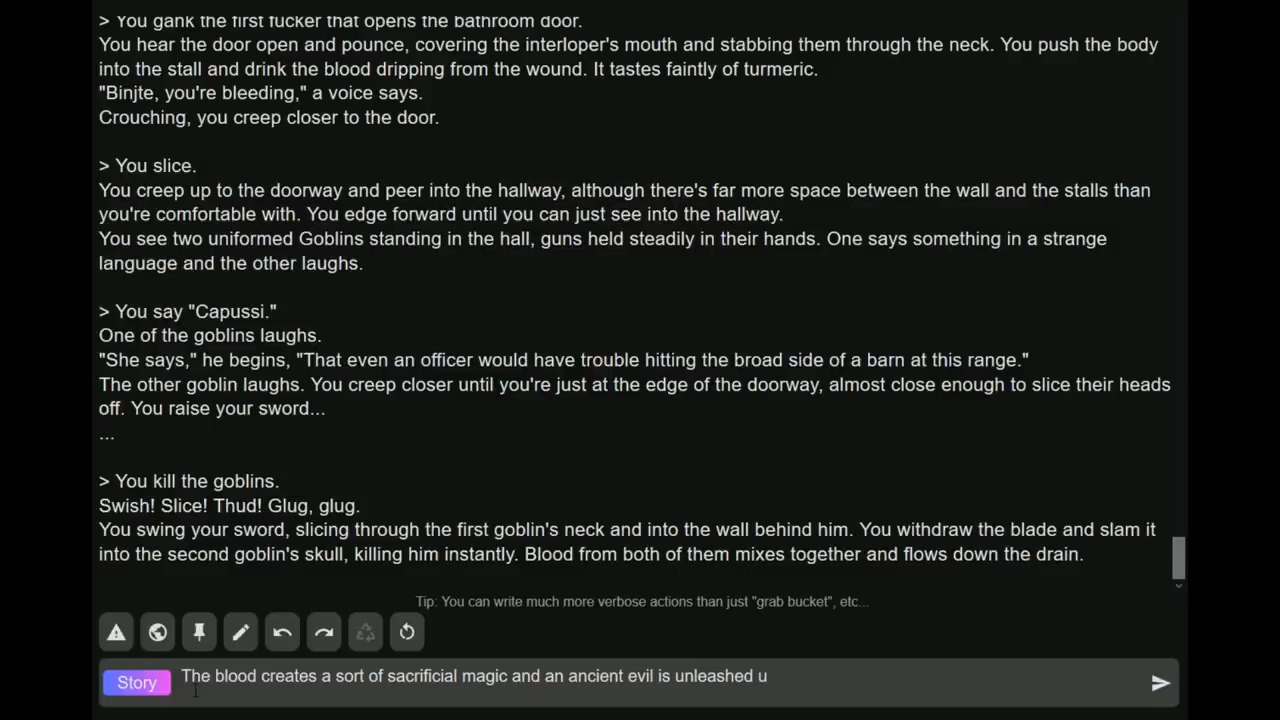 > You gank the first fucker that opens the bathroom door.
You hear the door open and pounce, covering the interloper's mouth and stabbing them through the neck. You push the body
into the stall and drink the blood dripping from the wound. It tastes faintly of turmeric.
"Binjte, you're bleeding," a voice says.
Crouching, you creep closer to the door.
> You slice.
You creep up to the doorway and peer into the hallway, although there's far more space between the wall and the stalls than
you're comfortable with. You edge forward until you can just see into the hallway.
You see two uniformed Goblins standing in the hall, guns held steadily in their hands. One says something in a strange
language and the other laughs.
> You say "Capussi."
One of the goblins laughs.
"She says," he begins, "That even an officer would have trouble hitting the broad side of a barn at this range."
The other goblin laughs. You creep closer until you're just at the edge of the doorway, almost close enough to slice their heads
off. You raise your sword...
...
> You kill the goblins.
Swish! Slice! Thud! Glug, glug.
You swing your sword, slicing through the first goblin's neck and into the wall behind him. You withdraw the blade and slam it
into the second goblin's skull, killing him instantly. Blood from both of them mixes together and flows down the drain.
Tip: You can write much more verbose actions than just "grab bucket", etc...
Story The blood creates a sort of sacrificial magic and an ancient evil is unleashed u